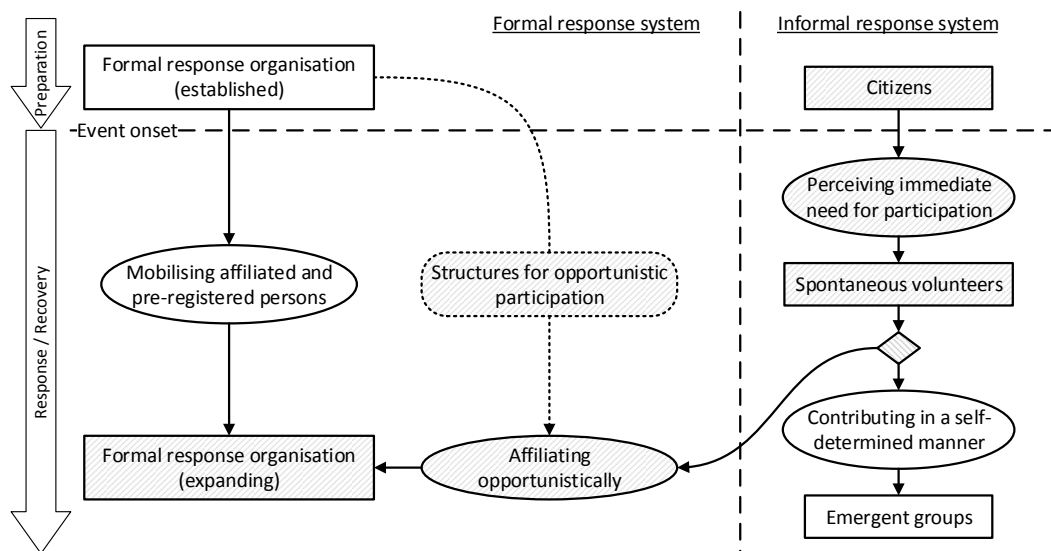 Formal response system
Informal response system
Preparation
Formal response organisation
(established)
Citizens
Event onset
Perceiving immediate
need for participation
Response / Recovery
Mobilising affiliated and
pre-registered persons
Structures for opportunistic
participation
Spontaneous volunteers
Contributing in a self-
determined manner
Formal response organisation
(expanding)
Affiliating
opportunistically
Emergent groups